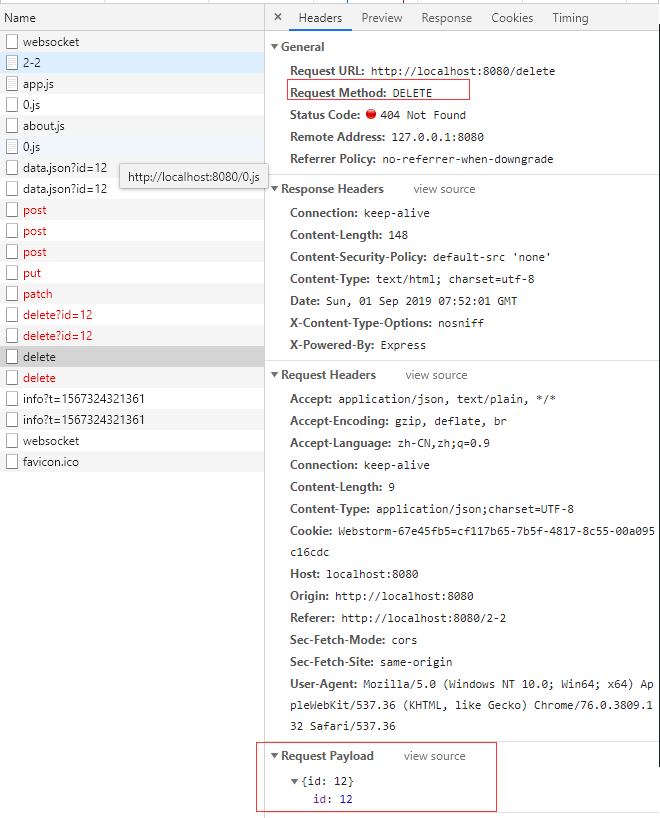 Name
websocket
2-2
app.js
0.js
about.js
0.js
data.json?id=12
data.json?id=12
http://localhost:8080/0.js
post
post
post
put
patch
delete?id=12
delete?id=12
delete
delete
info?t=1567324321361
info?t=1567324321361
websocket
favicon.ico
× Headers Preview Response Cookies Timing
General
Request URL: http://localhost:8080/delete
Request Method: DELETE
Status Code: 404 Not Found
Remote Address: 127.0.0.1:8080
Referrer Policy: no-referrer-when-downgrade
Response Headers view source
Connection: keep-alive
Content-Length: 148
Content-Security-Policy: default-src 'none'
Content-Type: text/html; charset=utf-8
Date: Sun, 01 Sep 2019 07:52:01 GMT
X-Content-Type-Options: nosniff
X-Powered-By: Express
Request Headers view source
Accept: application/json, text/plain, */*
Accept-Encoding: gzip, deflate, br
Accept-Language: zh-CN,zh;q=0.9
Connection: keep-alive
Content-Length: 9
Content-Type: application/json;charset=UTF-8
Cookie: Webstorm-67e45fb5=cf117b65-7b5f-4817-8c55-00a095
c16cdc
Host: localhost:8080
Origin: http://localhost:8080
Referer: http://localhost:8080/2-2
Sec-Fetch-Mode: cors
Sec-Fetch-Site: same-origin
User-Agent: Mozilla/5.0 (Windows NT 10.0; Win64; x64) Ap
pleWebKit/537.36 (KHTML, like Gecko) Chrome/76.0.3809.1
32 Safari/537.36
Request Payload view source
{id: 12}
id: 12